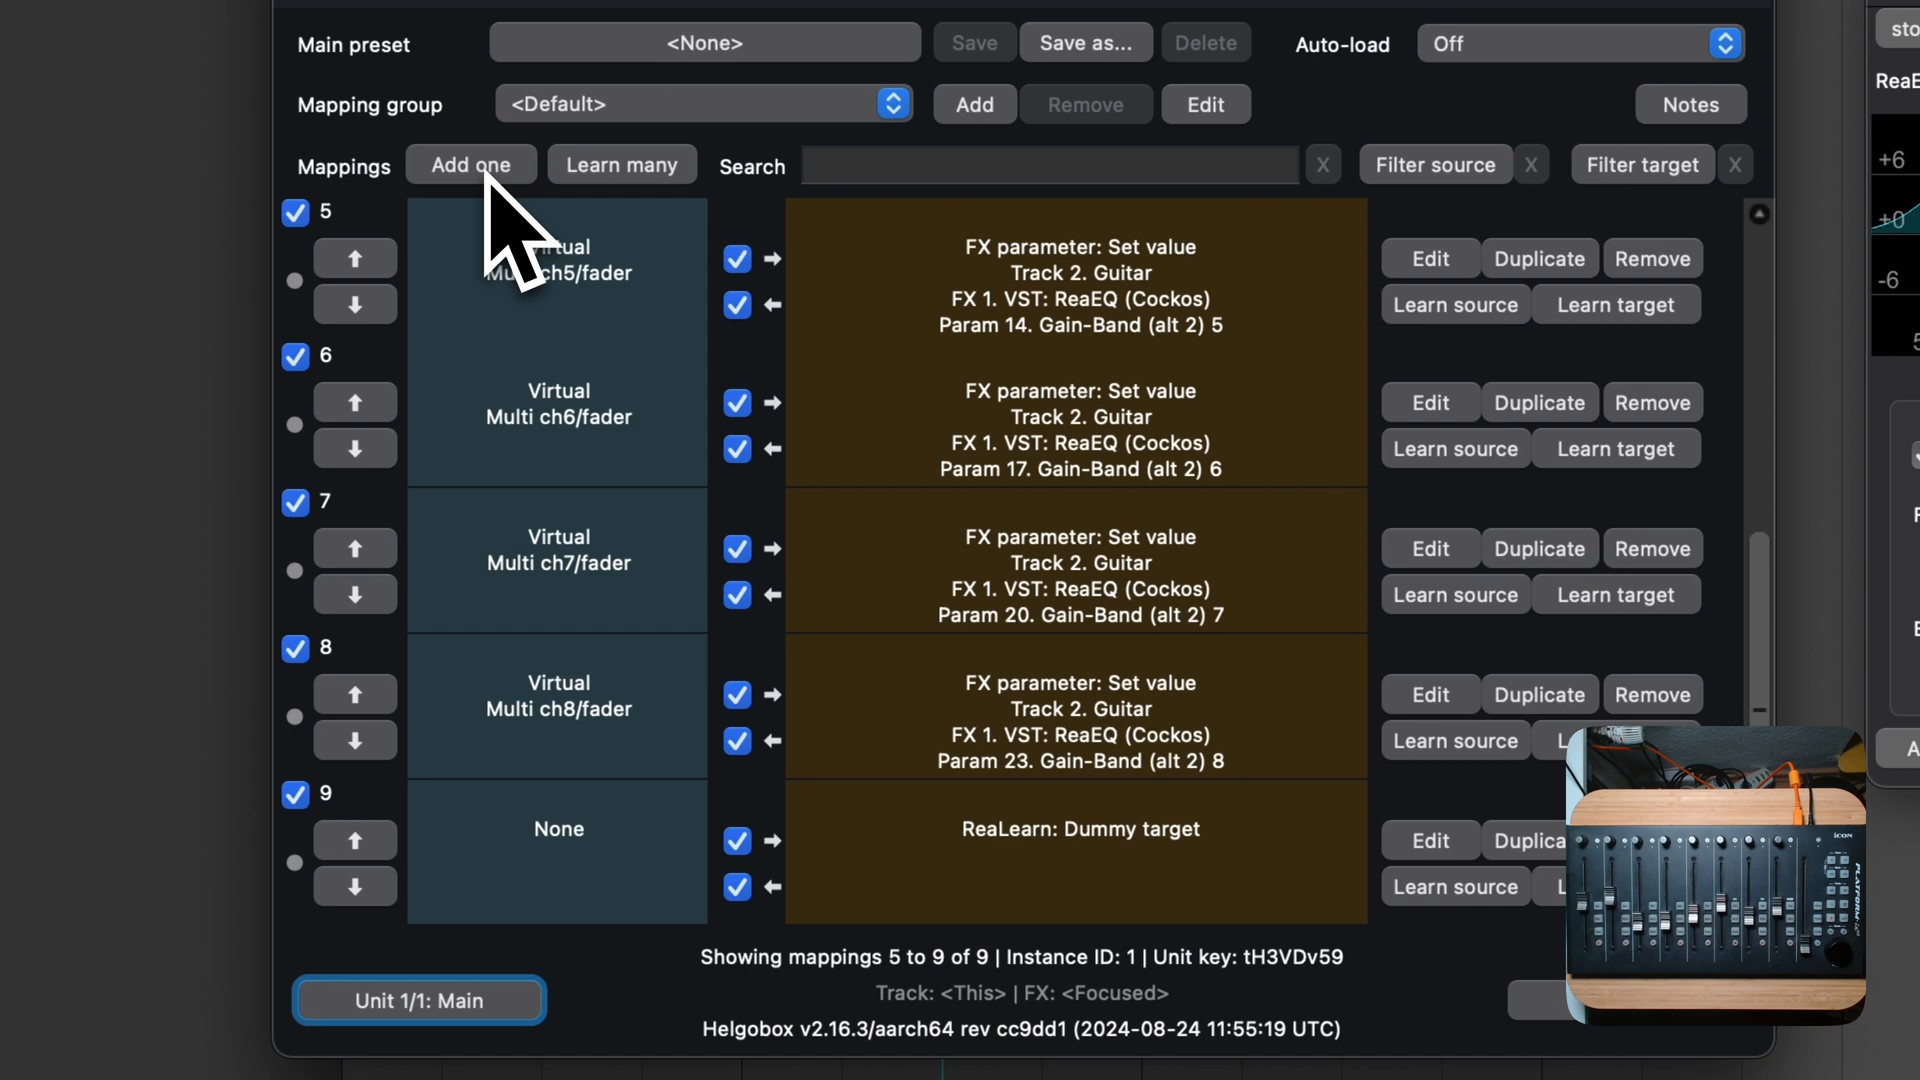 Main preset <None> Save Save as... Delete Auto-load Off
Mapping group <Default> Add Remove Edit Notes
Mappings Add one Learn many Search X Filter source X Filter target X
5
Virtual
ch5/fader
FX parameter: Set value
Track 2. Guitar
FX 1. VST: ReaEQ (Cockos)
Param 14. Gain-Band (alt 2) 5
Edit Duplicate Remove
Learn source Learn target
6
Virtual
Multi ch6/fader
FX parameter: Set value
Track 2. Guitar
FX 1. VST: ReaEQ (Cockos)
Param 17. Gain-Band (alt 2) 6
Edit Duplicate Remove
Learn source Learn target
7
Virtual
Multi ch7/fader
FX parameter: Set value
Track 2. Guitar
FX 1. VST: ReaEQ (Cockos)
Param 20. Gain-Band (alt 2) 7
Edit Duplicate Remove
Learn source Learn target
8
Virtual
Multi ch8/fader
FX parameter: Set value
Track 2. Guitar
FX 1. VST: ReaEQ (Cockos)
Param 23. Gain-Band (alt 2) 8
Edit Duplicate Remove
Learn source
9
None
ReaLearn: Dummy target
Edit Duplica
Learn source
Showing mappings 5 to 9 of 9 | Instance ID: 1 | Unit key: tH3VDv59
Track: <This> | FX: <Focused>
Helgobox v2.16.3/aarch64 rev cc9dd1 (2024-08-24 11:55:19 UTC)
Unit 1/1: Main
sto
ReaE
+6
+0
-6
iCON
PLATFORM